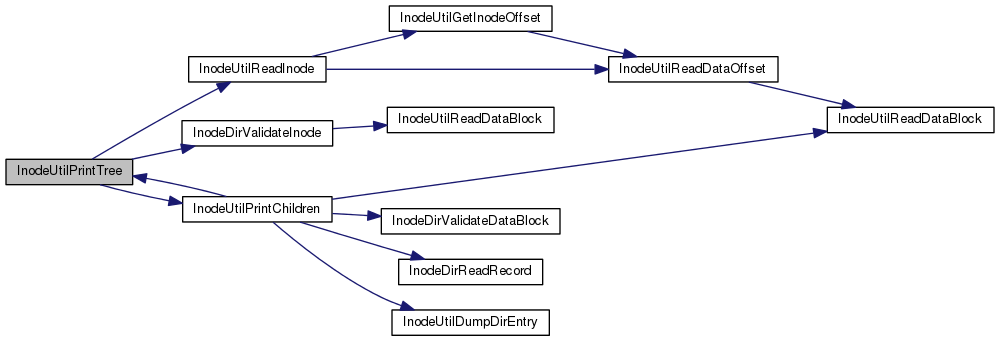 InodeUtilGetInodeOffset
InodeUtilReadInode
InodeUtilReadDataOffset
InodeUtilReadDataBlock
InodeUtilReadDataBlock
InodeDirValidateInode
InodeUtilPrintTree
InodeUtilPrintChildren
InodeDirValidateDataBlock
InodeDirReadRecord
InodeUtilDumpDirEntry